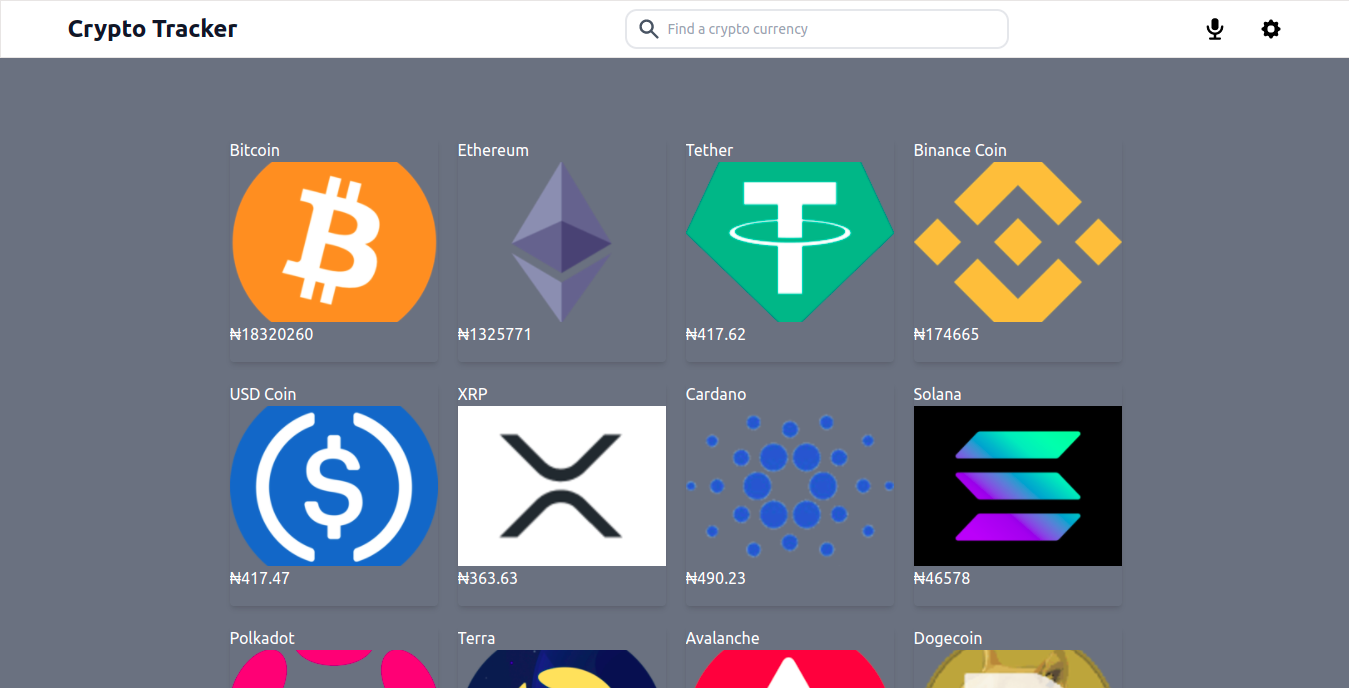 Crypto Tracker
Find a crypto currency
Bitcoin Ethereum Tether Binance Coin
₦18320260 ₦1325771 ₦417.62 ₦174665
USD Coin XRP Cardano Solana
₦417.47 ₦363.63 ₦490.23 ₦46578
Polkadot Terra Avalanche Dogecoin